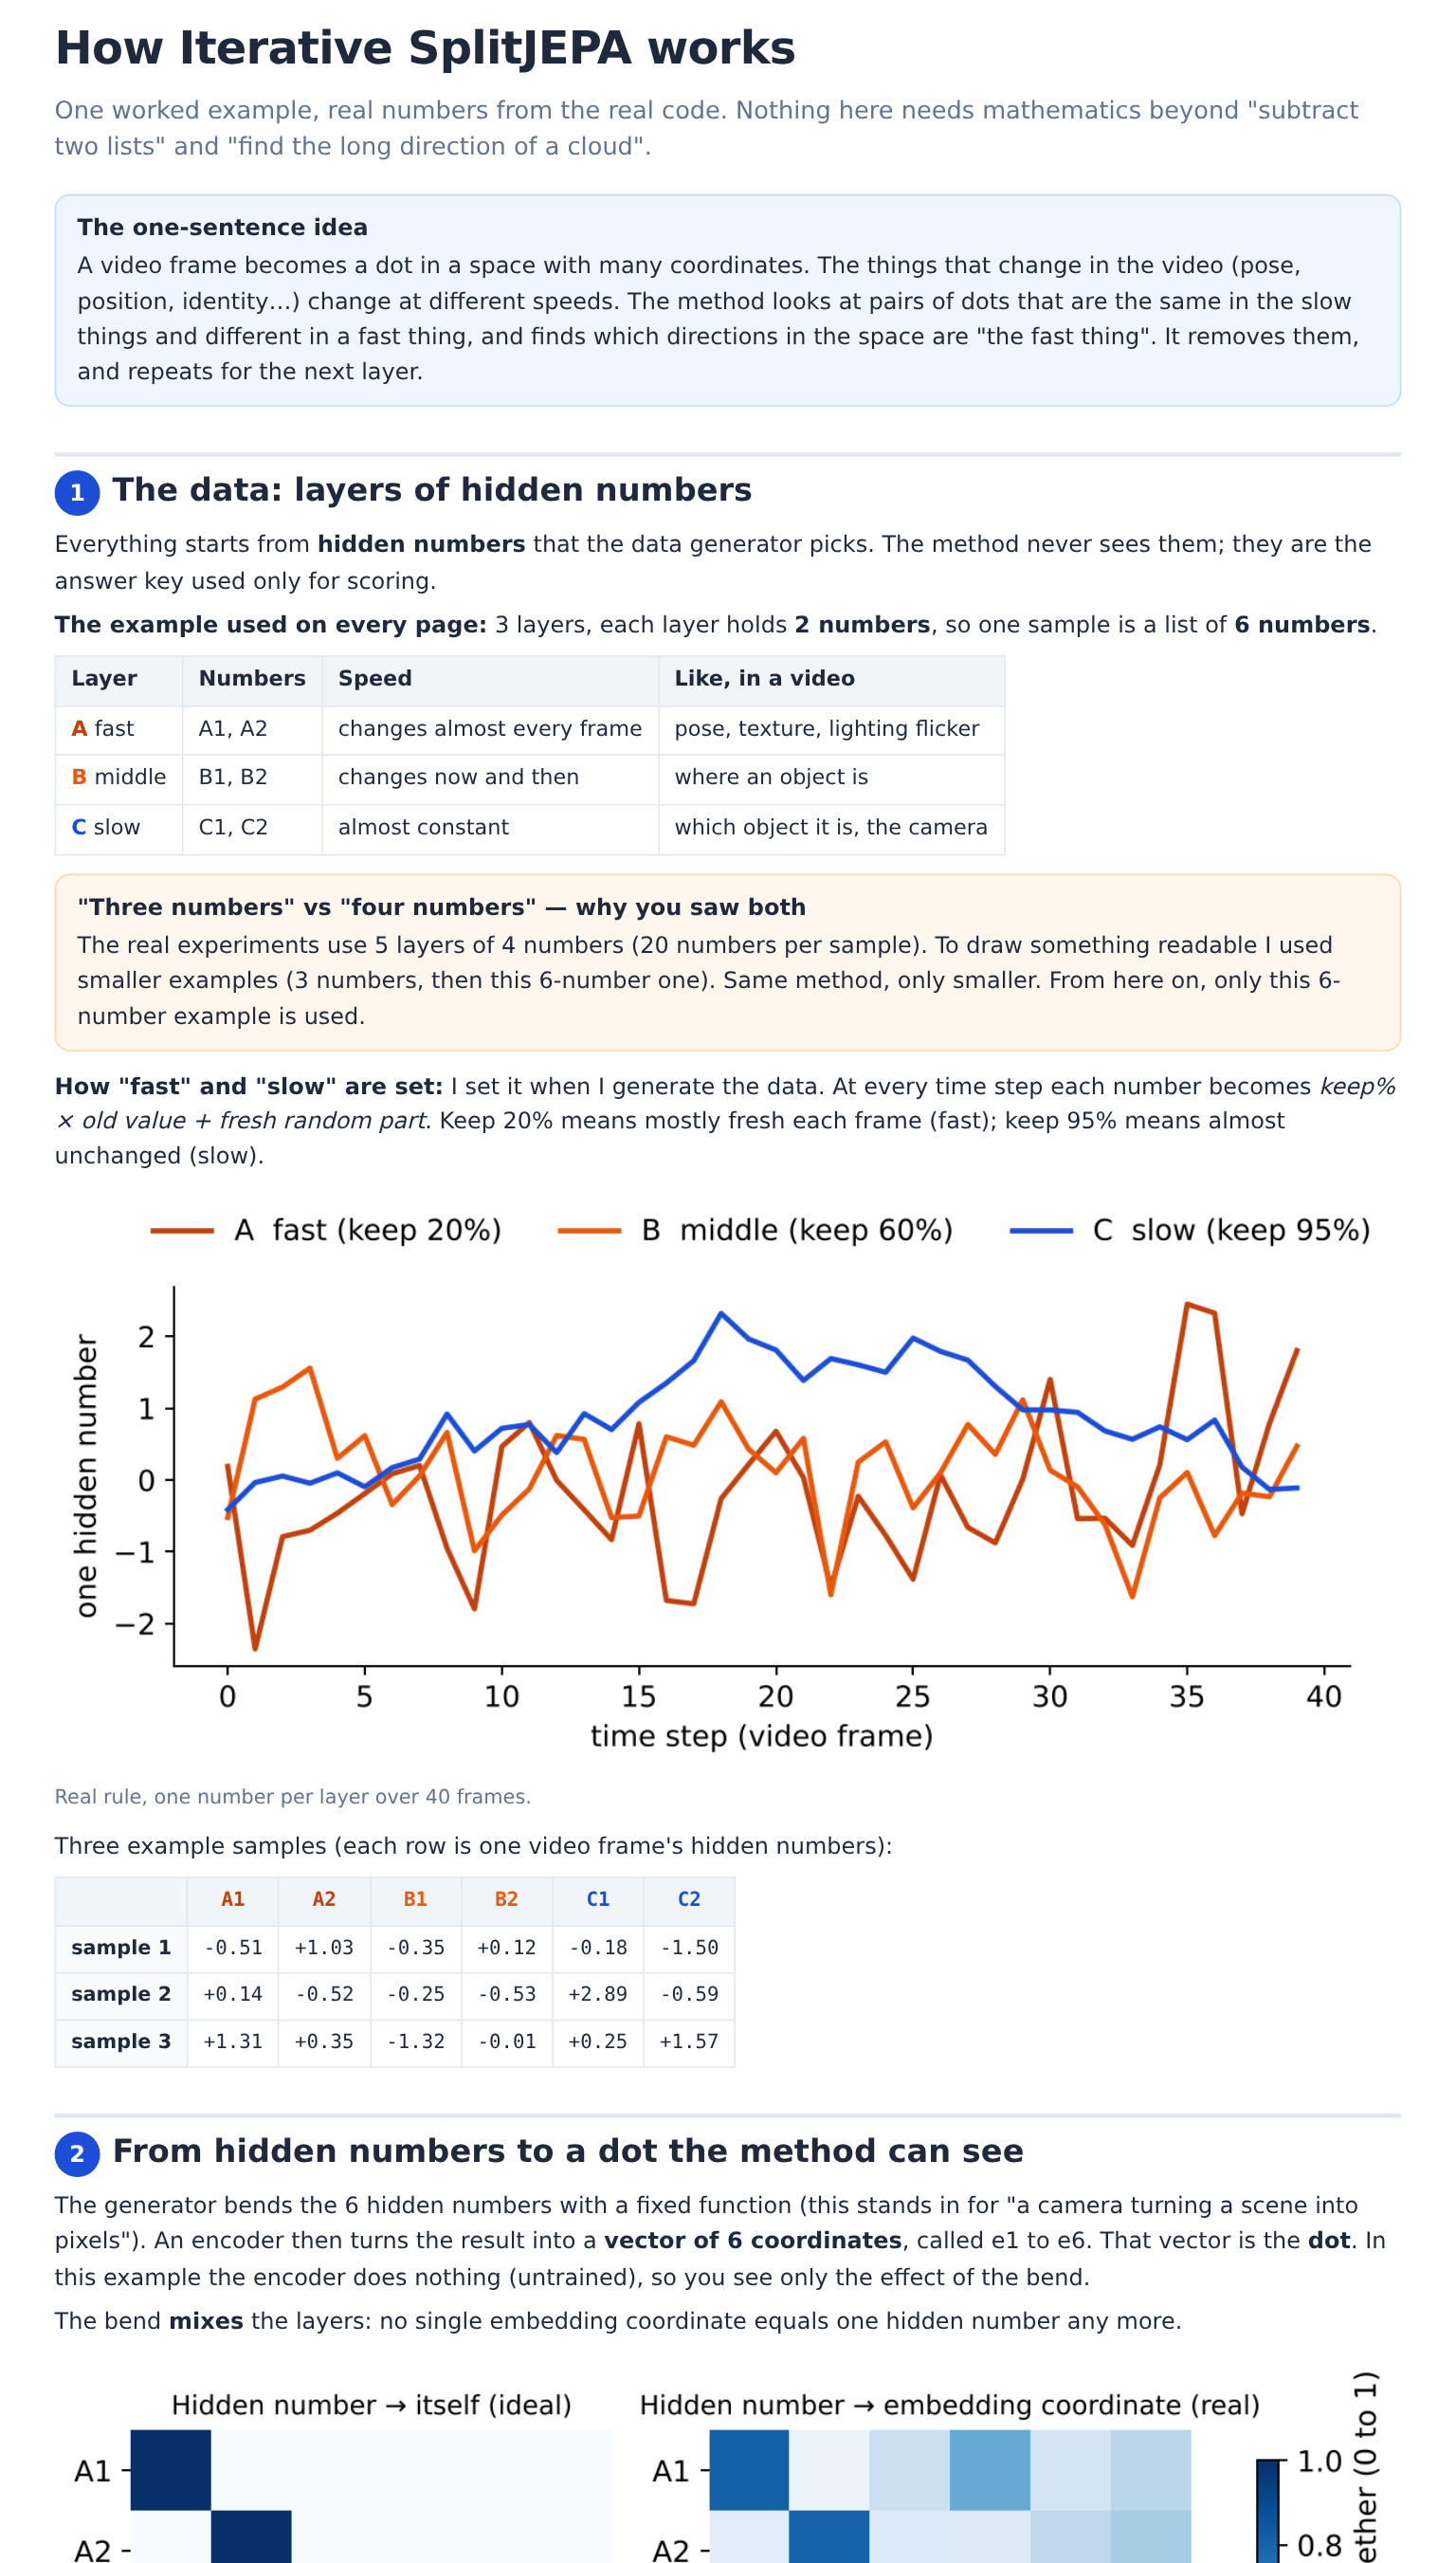 How Iterative SplitJEPA works
One worked example, real numbers from the real code. Nothing here needs mathematics beyond "subtract
two lists" and "find the long direction of a cloud".
The one-sentence idea
A video frame becomes a dot in a space with many coordinates. The things that change in the video (pose,
position, identity...) change at different speeds. The method looks at pairs of dots that are the same in the slow
things and different in a fast thing, and finds which directions in the space are "the fast thing". It removes them,
and repeats for the next layer.
1 The data: layers of hidden numbers
Everything starts from hidden numbers that the data generator picks. The method never sees them; they are the
answer key used only for scoring.
The example used on every page: 3 layers, each layer holds 2 numbers, so one sample is a list of 6 numbers.
Layer Numbers Speed Like, in a video
A fast A1, A2 changes almost every frame pose, texture, lighting flicker
B middle B1, B2 changes now and then where an object is
C slow C1, C2 almost constant which object it is, the camera
"Three numbers" vs "four numbers" — why you saw both
The real experiments use 5 layers of 4 numbers (20 numbers per sample). To draw something readable I used
smaller examples (3 numbers, then this 6-number one). Same method, only smaller. From here on, only this 6-
number example is used.
How "fast" and "slow" are set: I set it when I generate the data. At every time step each number becomes keep%
× old value + fresh random part. Keep 20% means mostly fresh each frame (fast); keep 95% means almost
unchanged (slow).
A fast (keep 20%) B middle (keep 60%) C slow (keep 95%)
one hidden number
2
1
0
−1
−2
0 5 10 15 20 25 30 35 40
time step (video frame)
Real rule, one number per layer over 40 frames.
Three example samples (each row is one video frame's hidden numbers):
A1 A2 B1 B2 C1 C2
sample 1 -0.51 +1.03 -0.35 +0.12 -0.18 -1.50
sample 2 +0.14 -0.52 -0.25 -0.53 +2.89 -0.59
sample 3 +1.31 +0.35 -1.32 -0.01 +0.25 +1.57
2 From hidden numbers to a dot the method can see
The generator bends the 6 hidden numbers with a fixed function (this stands in for "a camera turning a scene into
pixels"). An encoder then turns the result into a vector of 6 coordinates, called e1 to e6. That vector is the dot. In
this example the encoder does nothing (untrained), so you see only the effect of the bend.
The bend mixes the layers: no single embedding coordinate equals one hidden number any more.
Hidden number → itself (ideal) Hidden number → embedding coordinate (real)
A1 A1 1.0
A2 A2 0.8
(0 to 1)